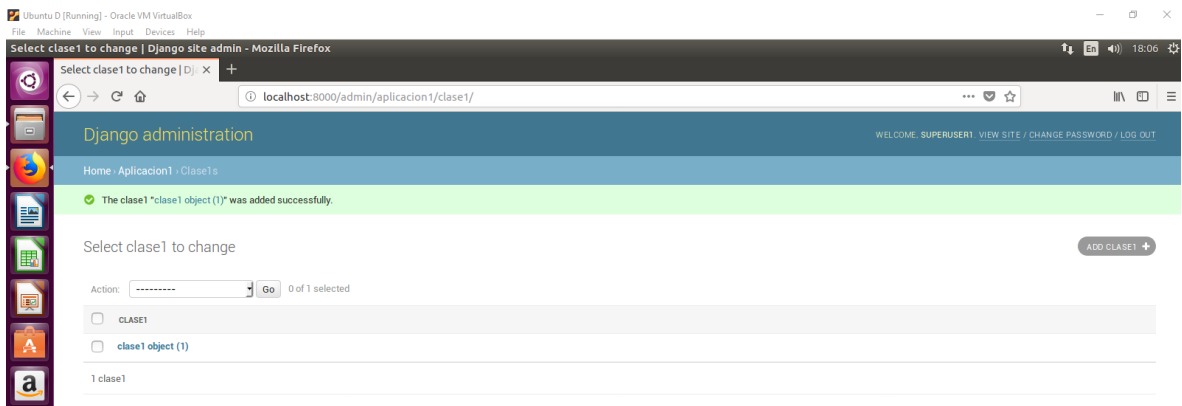 Ubuntu D [Running] - Oracle VM VirtualBox
File Machine View Input Devices Help
Select clase1 to change | Django site admin - Mozilla Firefox
En 18:06
Select clase1 to change | Dj
localhost:8000/admin/aplicacion1/clase1/
Django administration
WELCOME, SUPERUSER1. VIEW SITE / CHANGE PASSWORD / LOG OUT
Home › Aplicacion1 › Clase1s
The clase1 "clase1 object (1)" was added successfully.
Select clase1 to change
ADD CLASE1 +
Action: --------- Go 0 of 1 selected
CLASE1
clase1 object (1)
1 clase1